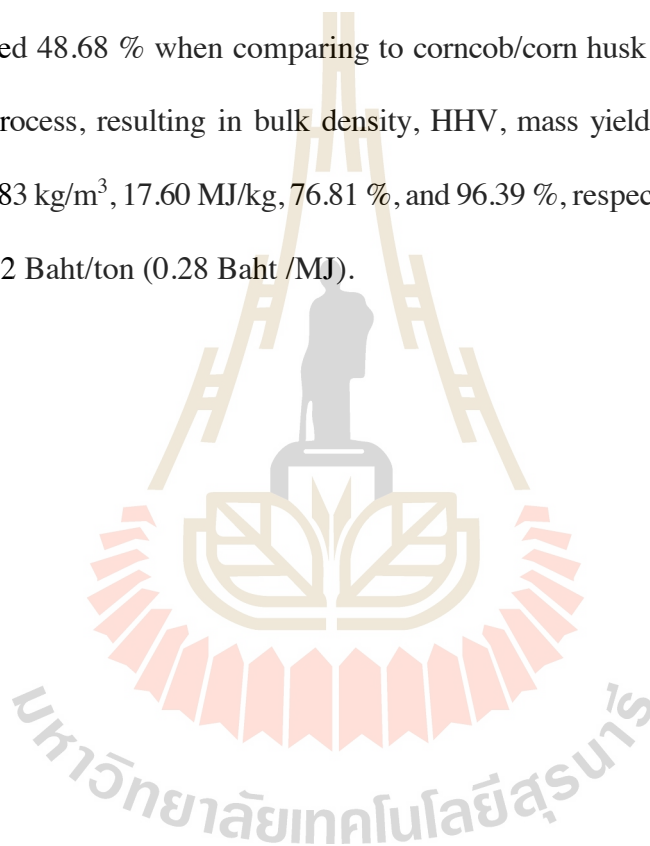 ed 48.68 % when comparing to corncob/corn husk
rocess, resulting in bulk density, HHV, mass yield
83 kg/m³, 17.60 MJ/kg, 76.81 %, and 96.39 %, respec
2 Baht/ton (0.28 Baht /MJ).
มหาวิทยาลัยเทคโนโลยีสุรนารี